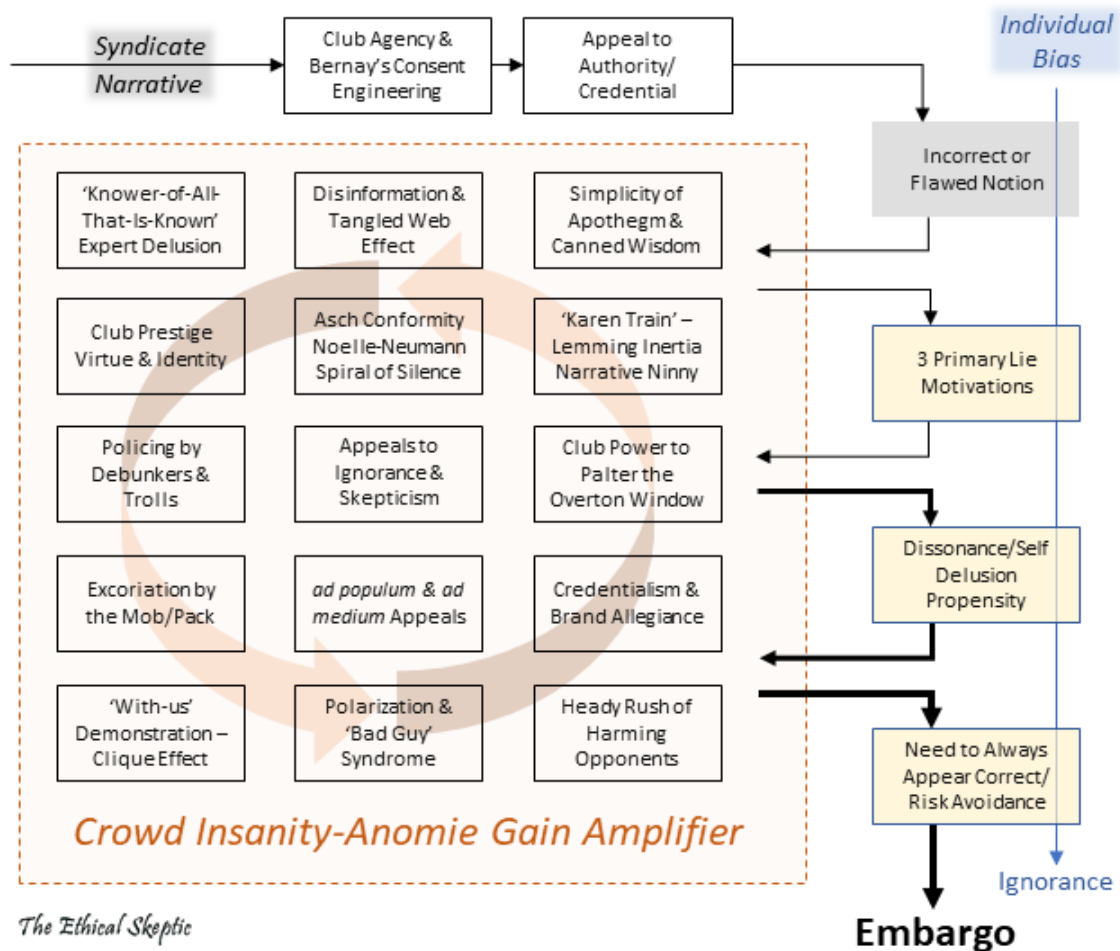 Syndicate
Narrative
Club Agency &
Bernay's Consent
Engineering
Appeal to
Authority/
Credential
Individual
Bias
Incorrect or
Flawed Notion
‘Knower-of-All-
That-Is-Known’
Expert Delusion
Disinformation &
Tangled Web
Effect
Simplicity of
Apothegm &
Canned Wisdom
Club Prestige
Virtue & Identity
Asch Conformity
Noelle-Neumann
Spiral of Silence
‘Karen Train’ –
Lemming Inertia
Narrative Ninny
3 Primary Lie
Motivations
Policing by
Debunkers &
Trolls
Appeals to
Ignorance &
Skepticism
Club Power to
Palter the
Overton Window
Dissonance/Self
Delusion
Propensity
Excoriation by
the Mob/Pack
ad populum & ad
medium Appeals
Credentialism &
Brand Allegiance
‘With-us’
Demonstration –
Clique Effect
Polarization &
‘Bad Guy’
Syndrome
Heady Rush of
Harming
Opponents
Need to Always
Appear Correct/
Risk Avoidance
Crowd Insanity-Anomie Gain Amplifier
Ignorance
The Ethical Skeptic
Embargo